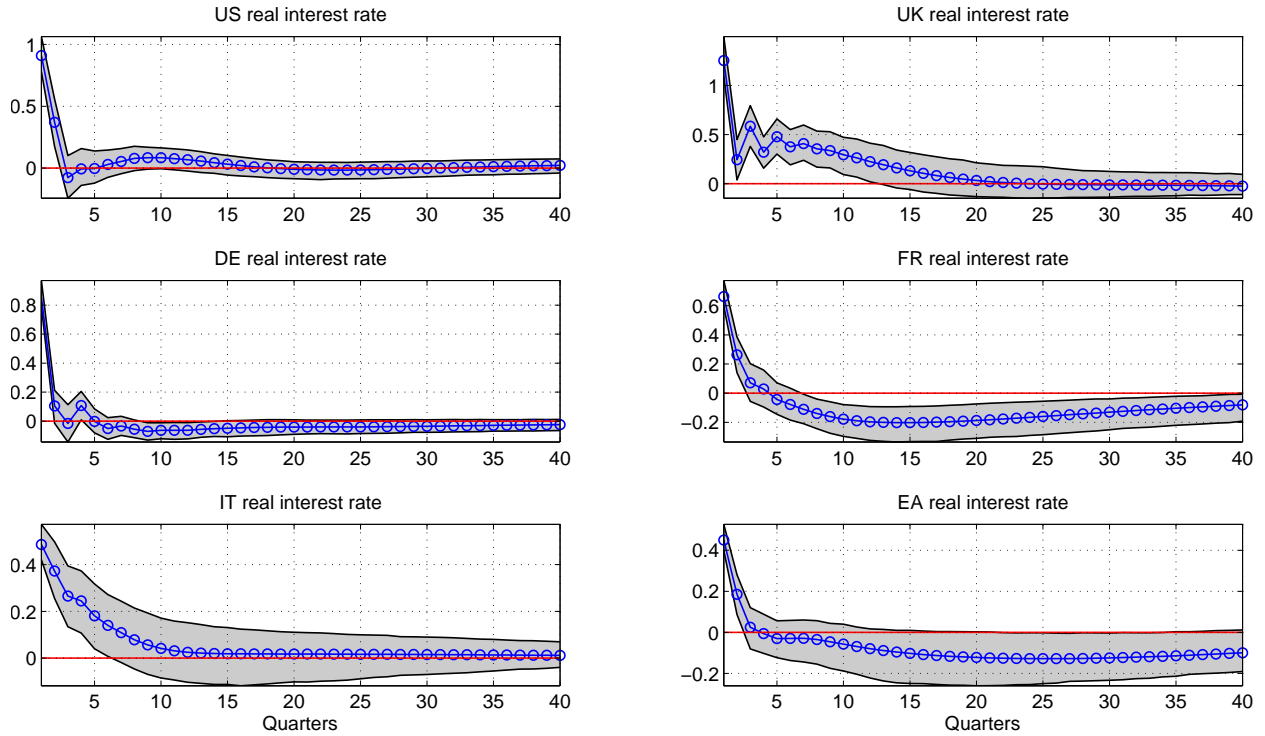 US real interest rate
1
0.5
0
5 10 15 20 25 30 35 40
UK real interest rate
1
0.5
0
5 10 15 20 25 30 35 40
DE real interest rate
0.8
0.6
0.4
0.2
0
5 10 15 20 25 30 35 40
FR real interest rate
0.6
0.4
0.2
0
−0.2
5 10 15 20 25 30 35 40
IT real interest rate
0.4
0.2
0
5 10 15 20 25 30 35 40
Quarters
EA real interest rate
0.4
0.2
0
−0.2
5 10 15 20 25 30 35 40
Quarters